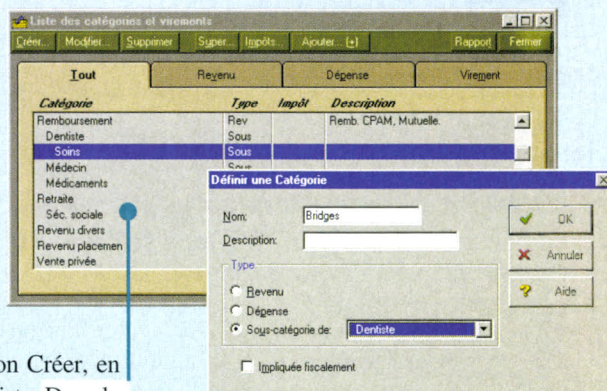 Liste des catégories et virements
Créer... Modifier... Supprimer Super... Impôts... Ajouter... [+] Rapport Fermer
Tout Revenu Dépense Virement
Catégorie Type Impôt Description
Remboursement Rev Remb. CPAM, Mutuelle.
Dentiste Sous
Soins Sous
Médecin Sous
Médicaments
Retraite
Séc. sociale
Revenu divers
Revenu placemen
Vente privée
Définir une Catégorie
Nom: Bridges
Description:
Type
Revenu
Dépense
Sous-catégorie de: Dentiste
Impliquée fiscalement
OK
Annuler
Aide
on Créer, en